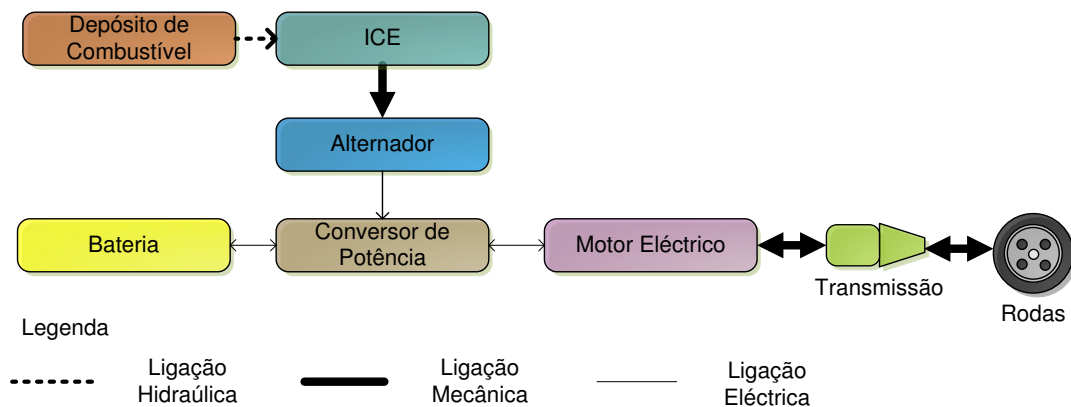 Depósito de
Combustível
ICE
Alternador
Bateria
Conversor de
Potência
Motor Eléctrico
Transmissão
Rodas
Legenda
Ligação
Hidraúlica
Ligação
Mecânica
Ligação
Eléctrica